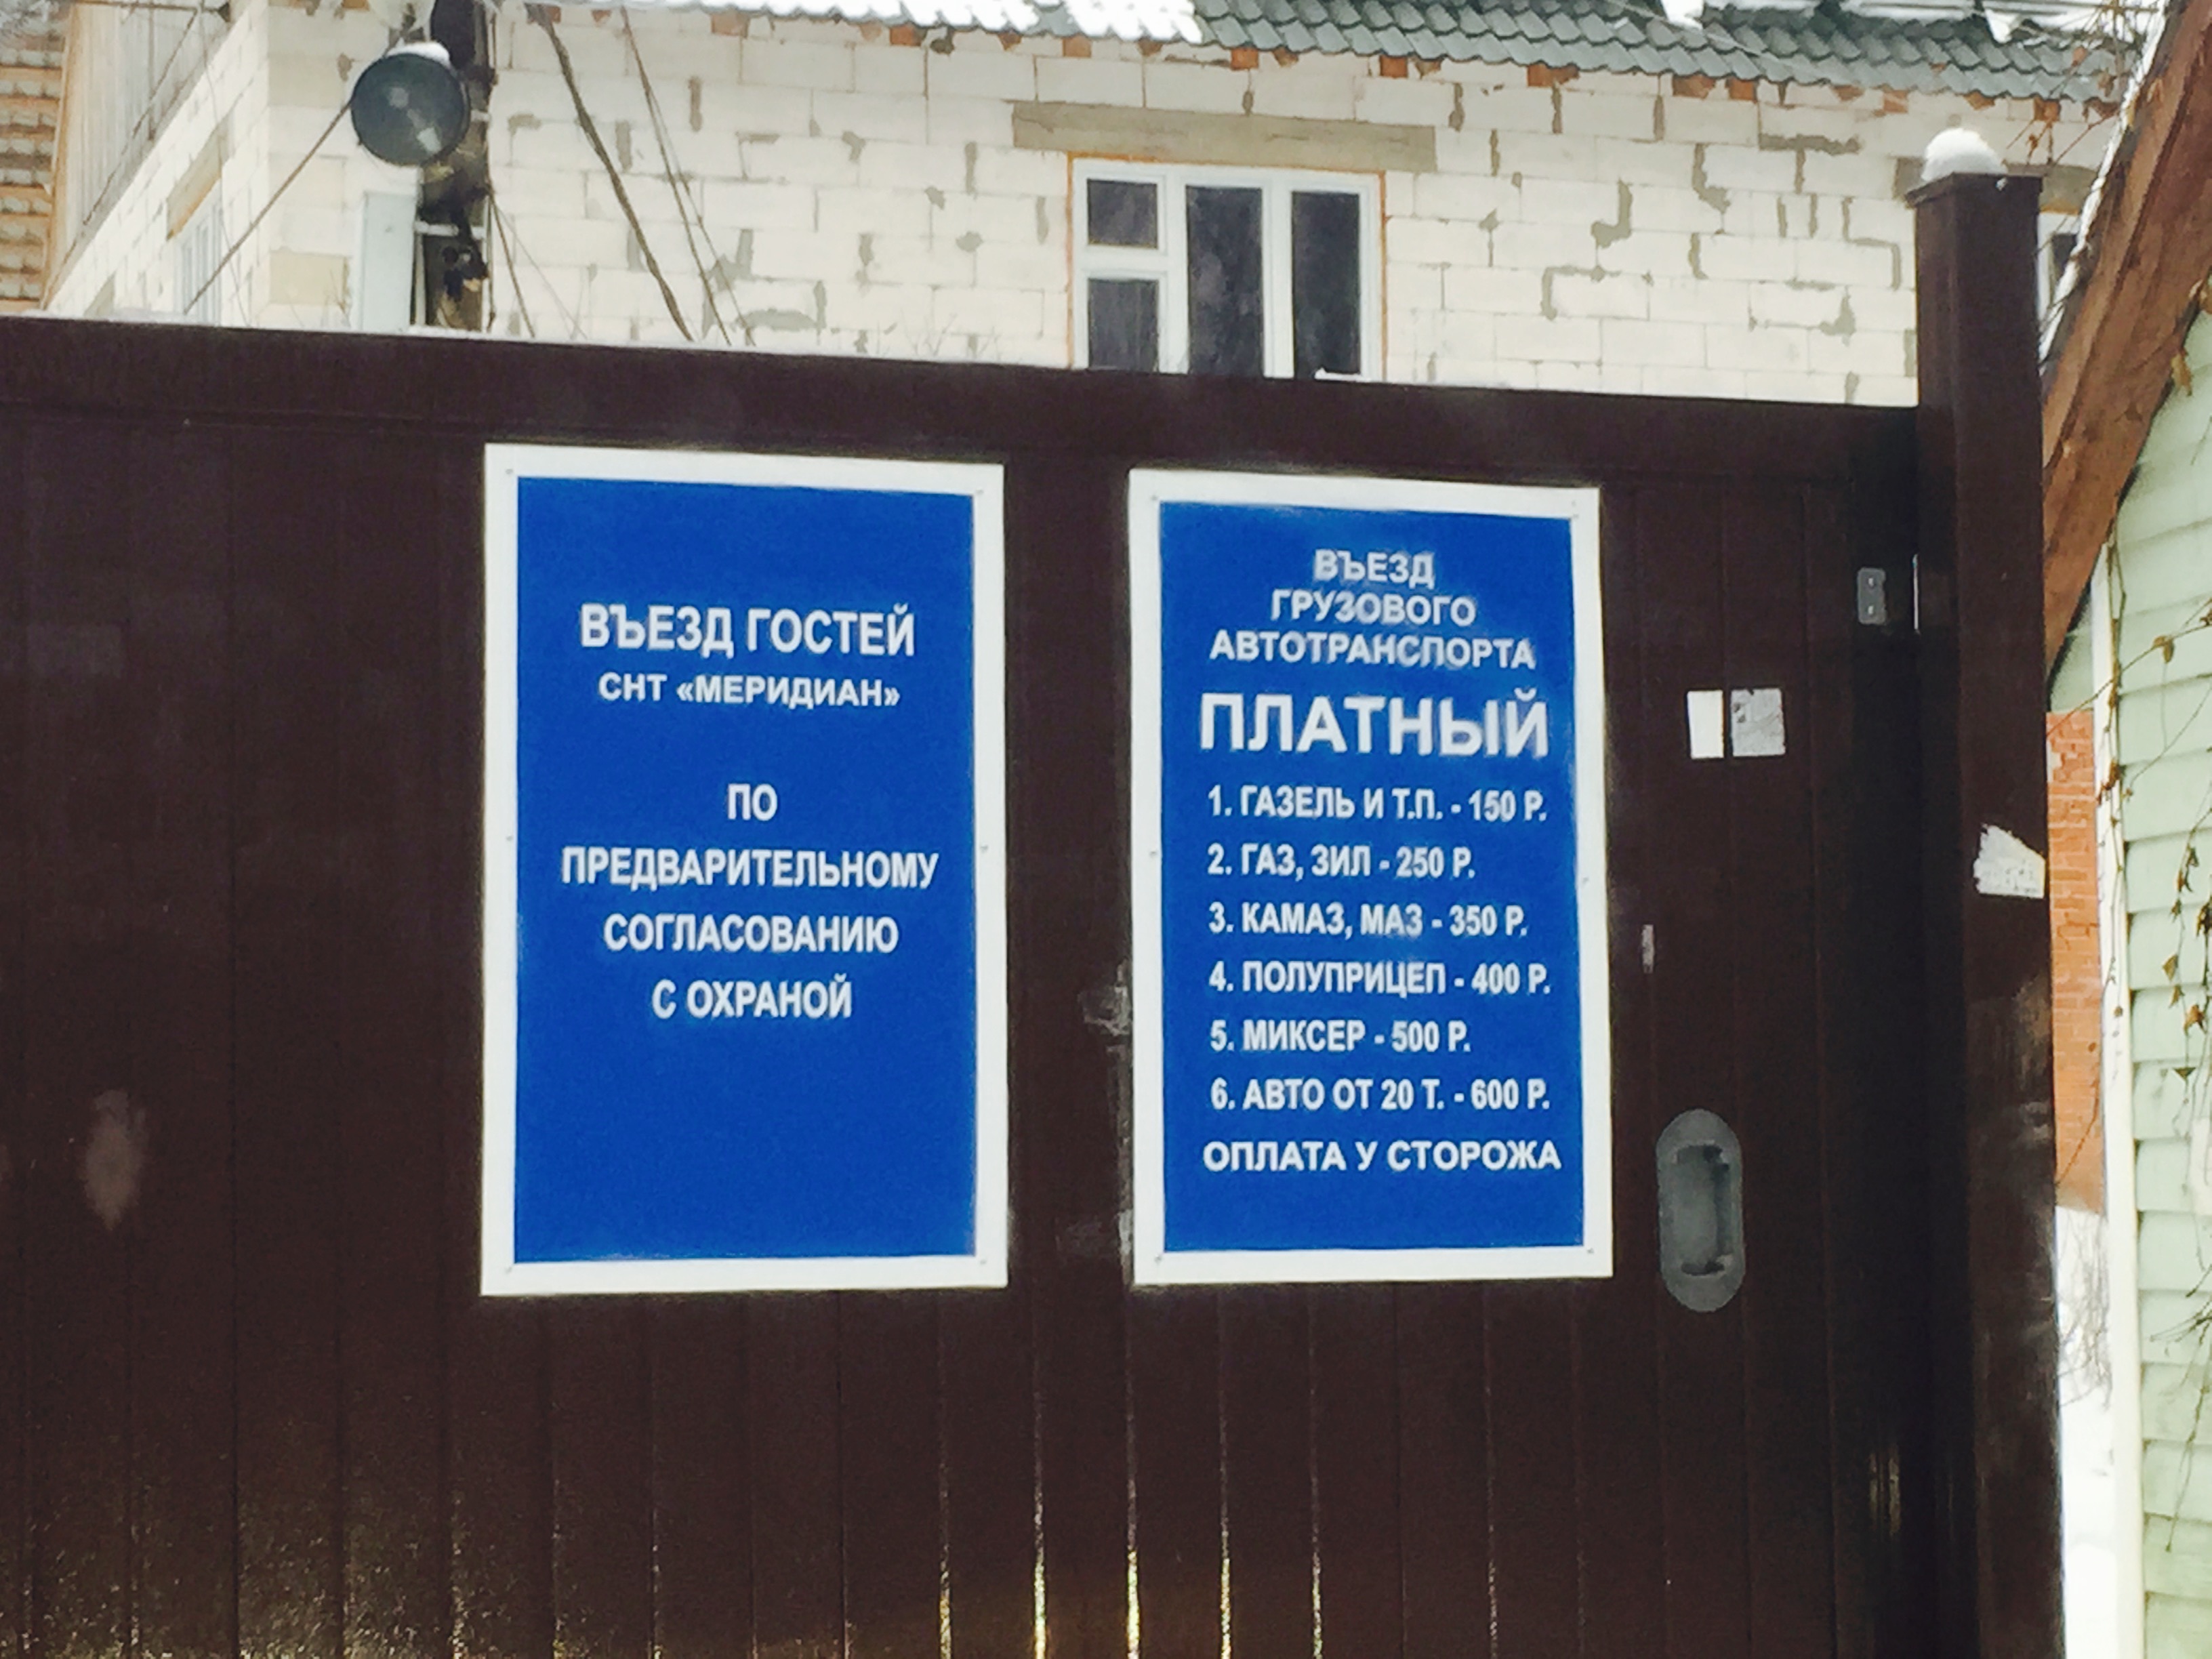 ВЪЕЗД ГОСТЕЙ
СНТ «МЕРИДИАН»
ПО
ПРЕДВАРИТЕЛЬНОМУ
СОГЛАСОВАНИЮ
С ОХРАНОЙ
ВЪЕЗД
ГРУЗОВОГО
АВТОТРАНСПОРТА
ПЛАТНЫЙ
1. ГАЗЕЛЬ И Т.П. - 150 Р.
2. ГАЗ, ЗИЛ - 250 Р.
3. КАМАЗ, МАЗ - 350 Р.
4. ПОЛУПРИЦЕП - 400 Р.
5. МИКСЕР - 500 Р.
6. АВТО ОТ 20 Т. - 600 Р.
ОПЛАТА У СТОРОЖА